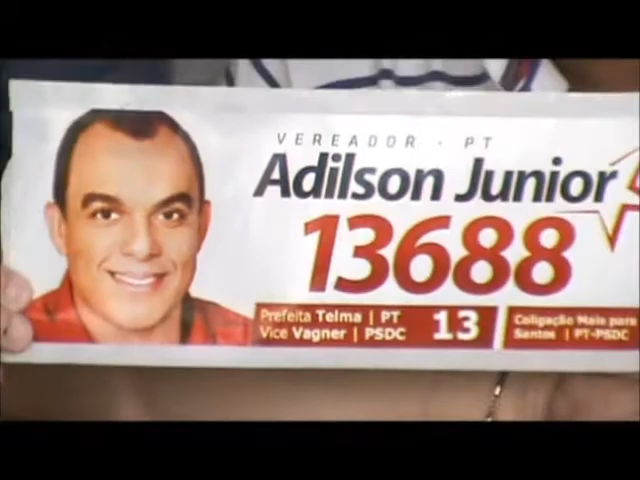 VEREADOR - PT
Adilson Junior
13688
Prefeita Telma | PT
Vice Vagner | PSDC
13
Coligação Mais para
Santos | PT-PSDC